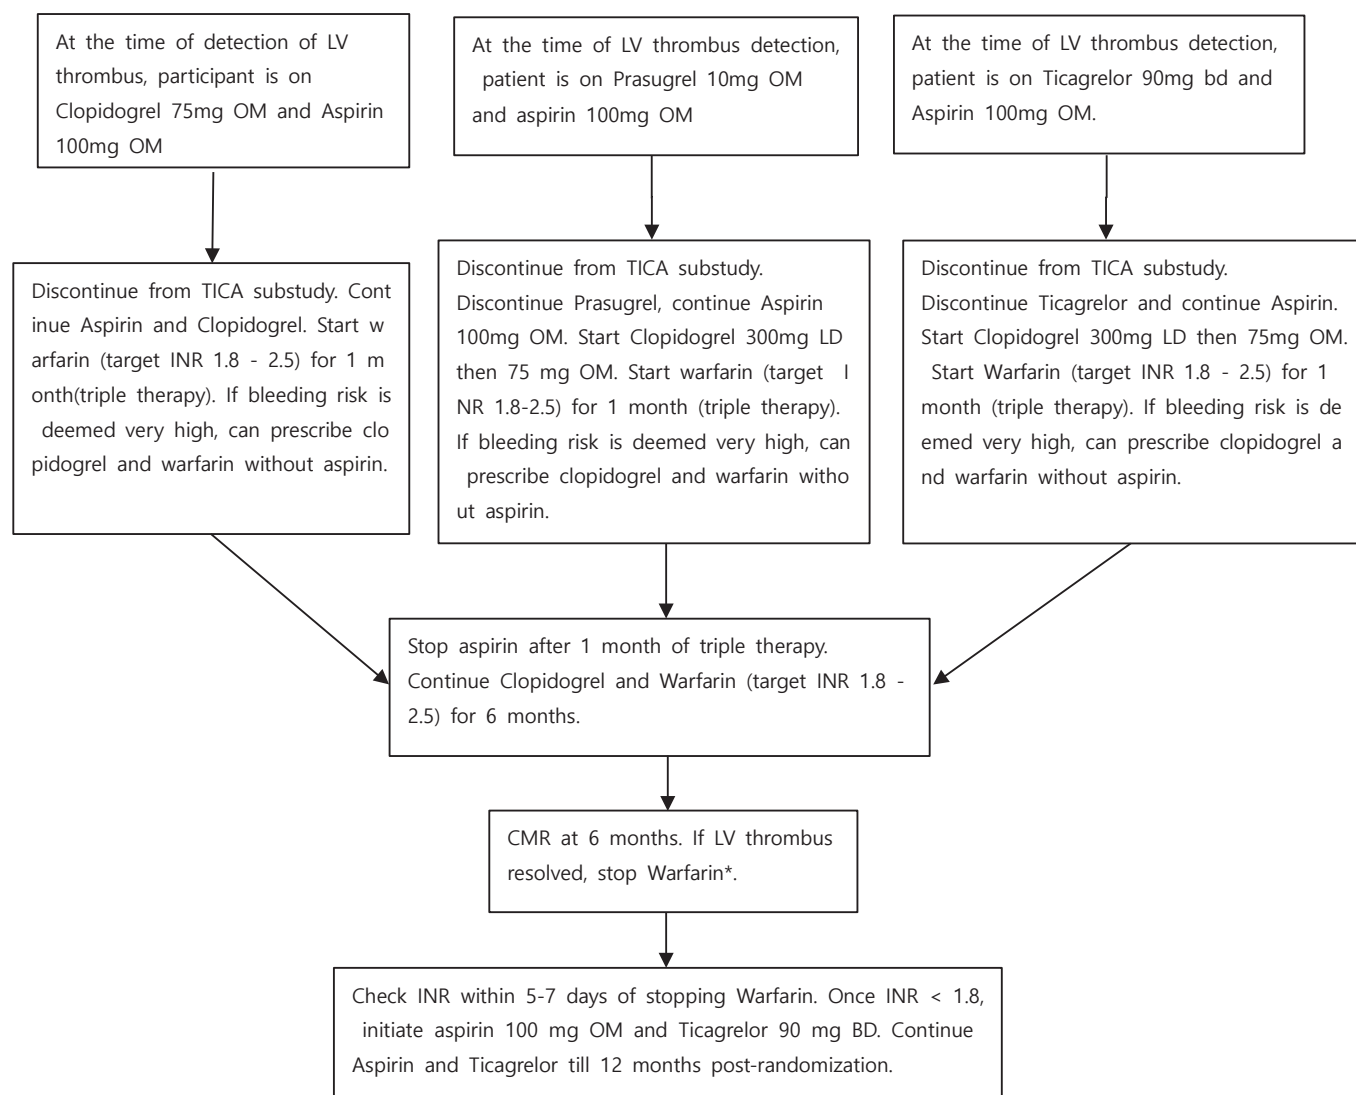 At the time of detection of LV
thrombus, participant is on
Clopidogrel 75mg OM and Aspirin
100mg OM
At the time of LV thrombus detection,
patient is on Prasugrel 10mg OM
and aspirin 100mg OM
At the time of LV thrombus detection,
patient is on Ticagrelor 90mg bd and
Aspirin 100mg OM.
Discontinue from TICA substudy. Cont
inue Aspirin and Clopidogrel. Start w
arfarin (target INR 1.8 - 2.5) for 1 m
onth(triple therapy). If bleeding risk is
deemed very high, can prescribe clo
pidogrel and warfarin without aspirin.
Discontinue from TICA substudy.
Discontinue Prasugrel, continue Aspirin
100mg OM. Start Clopidogrel 300mg LD
then 75 mg OM. Start warfarin (target I
NR 1.8-2.5) for 1 month (triple therapy).
If bleeding risk is deemed very high, can
prescribe clopidogrel and warfarin witho
ut aspirin.
Discontinue from TICA substudy.
Discontinue Ticagrelor and continue Aspirin.
Start Clopidogrel 300mg LD then 75mg OM.
Start Warfarin (target INR 1.8 - 2.5) for 1
month (triple therapy). If bleeding risk is de
emed very high, can prescribe clopidogrel a
nd warfarin without aspirin.
Stop aspirin after 1 month of triple therapy.
Continue Clopidogrel and Warfarin (target INR 1.8 -
2.5) for 6 months.
CMR at 6 months. If LV thrombus
resolved, stop Warfarin*.
Check INR within 5-7 days of stopping Warfarin. Once INR < 1.8,
initiate aspirin 100 mg OM and Ticagrelor 90 mg BD. Continue
Aspirin and Ticagrelor till 12 months post-randomization.